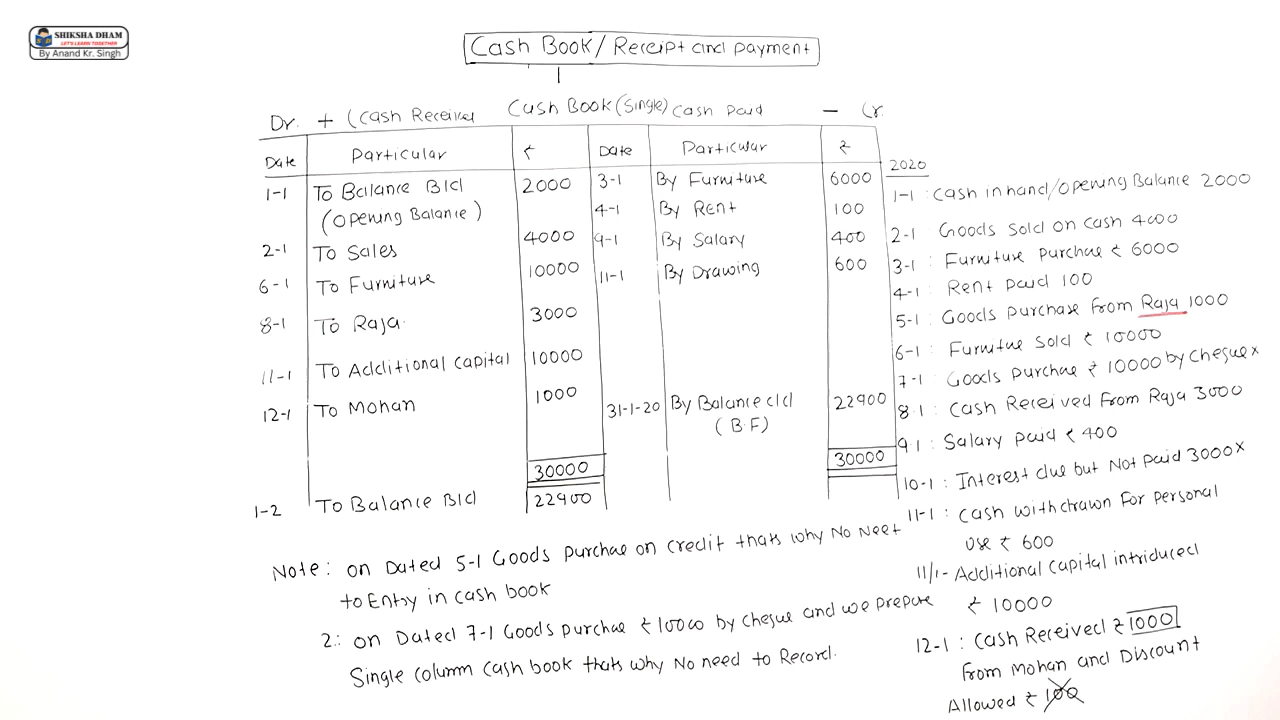 SHIKSHA DHAM
LET'S LEARN TOGETHER
By Anand Kr. Singh
Cash Book/Receipt and payment
Dr. + (Cash Received Cash Book (Single) Cash Paid - Cr.
Date Particular ₹ Date Particular ₹
1-1 To Balance B/d 2000 3-1 By Furniture 6000
(Opening Balance) 4-1 By Rent 100
2-1 To Sales 4000 9-1 By Salary 400
6-1 To Furniture 10000 11-1 By Drawing 600
8-1 To Raja 3000
11-1 To Additional Capital 10000
12-1 To Mohan 1000 31-1-20 By Balance c/d 22900
(B.F)
30000 30000
1-2 To Balance B/d 22900
2020
1-1: Cash in hand/Opening Balance 2000
2-1 Goods Sold on Cash 4000
3-1: Furniture Purchae ₹ 6000
4-1: Rent Paid 100
5-1: Goods Purchase From Raja 1000
6-1: Furnitue Sold ₹ 10000
7-1: Goods Purchae ₹ 10000 by Cheque x
8-1: Cash Received From Raja 3000
9-1: Salary Paid ₹ 400
10-1: Interest due but Not Paid 3000 x
11-1: Cash withdrawn For Personal
Use ₹ 600
11/1- Additional Capital intriduced
₹ 10000
12-1: Cash Received ₹ 1000
From Mohan and Discount
Allowed ₹ 100
Note: on Dated 5-1 Goods Purchae on Credit thats why No Neet
to Entry in cash book
2:: on Dated 7-1 Goods purchae ₹ 10000 by cheque and we prepare
Single column cash book thats why No need to Record.